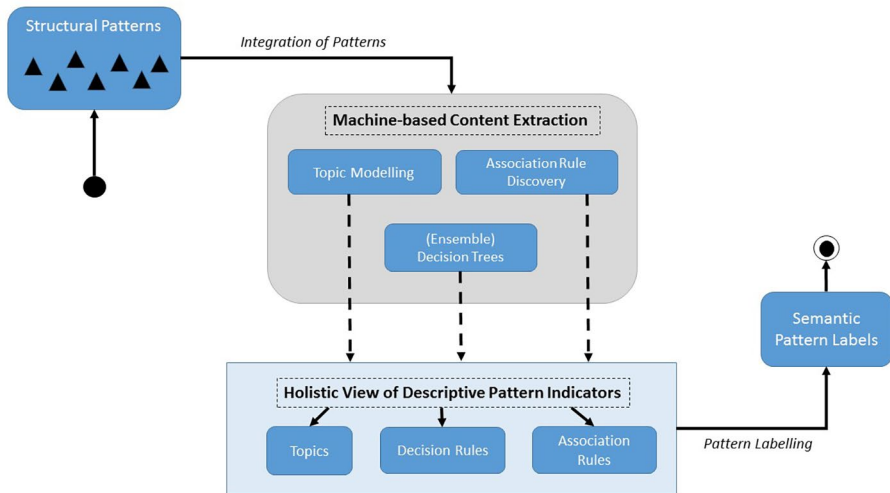 Structural Patterns
Integration of Patterns
Machine-based Content Extraction
Topic Modelling
Association Rule
Discovery
(Ensemble)
Decision Trees
Semantic
Pattern Labels
Holistic View of Descriptive Pattern Indicators
Topics
Decision Rules
Association
Rules
Pattern Labelling